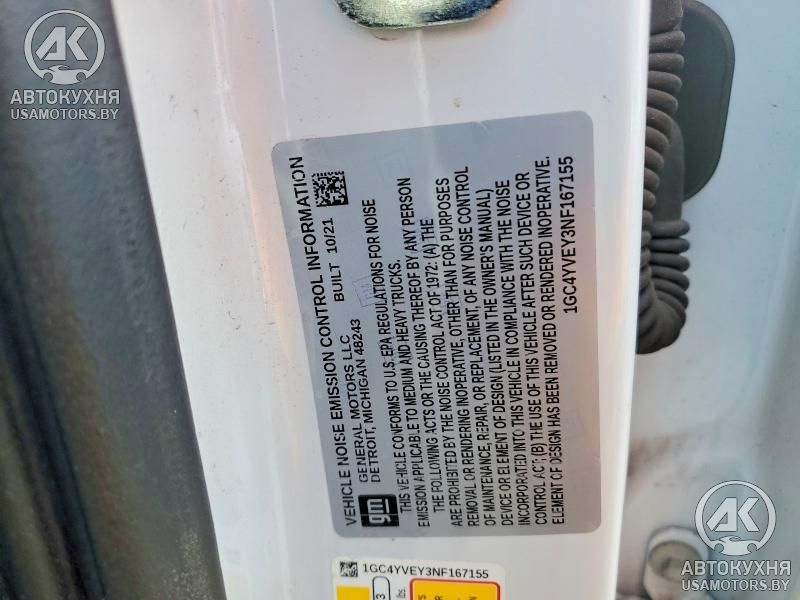 VEHICLE NOISE EMISSION CONTROL INFORMATION
GENERAL MOTORS LLC BUILT 10/21
DETROIT, MICHIGAN 48243
gm
THIS VEHICLE CONFORMS TO U.S. EPA REGULATIONS FOR NOISE
EMISSION APPLICABLE TO MEDIUM AND HEAVY TRUCKS.
THE FOLLOWING ACTS OR THE CAUSING THEREOF BY ANY PERSON
ARE PROHIBITED BY THE NOISE CONTROL ACT OF 1972: (A) THE
REMOVAL OR RENDERING INOPERATIVE, OTHER THAN FOR PURPOSES
OF MAINTENANCE, REPAIR, OR REPLACEMENT, OF ANY NOISE CONTROL
DEVICE OR ELEMENT OF DESIGN (LISTED IN THE OWNER'S MANUAL)
INCORPORATED INTO THIS VEHICLE IN COMPLIANCE WITH THE NOISE
CONTROL ACT; (B) THE USE OF THIS VEHICLE AFTER SUCH DEVICE OR
ELEMENT OF DESIGN HAS BEEN REMOVED OR RENDERED INOPERATIVE.
1GC4YVEY3NF167155
1GC4YVEY3NF167155
АК
АВТОКУХНЯ
USAMOTORS.BY
АК
АВТОКУХНЯ
USAMOTORS.BY